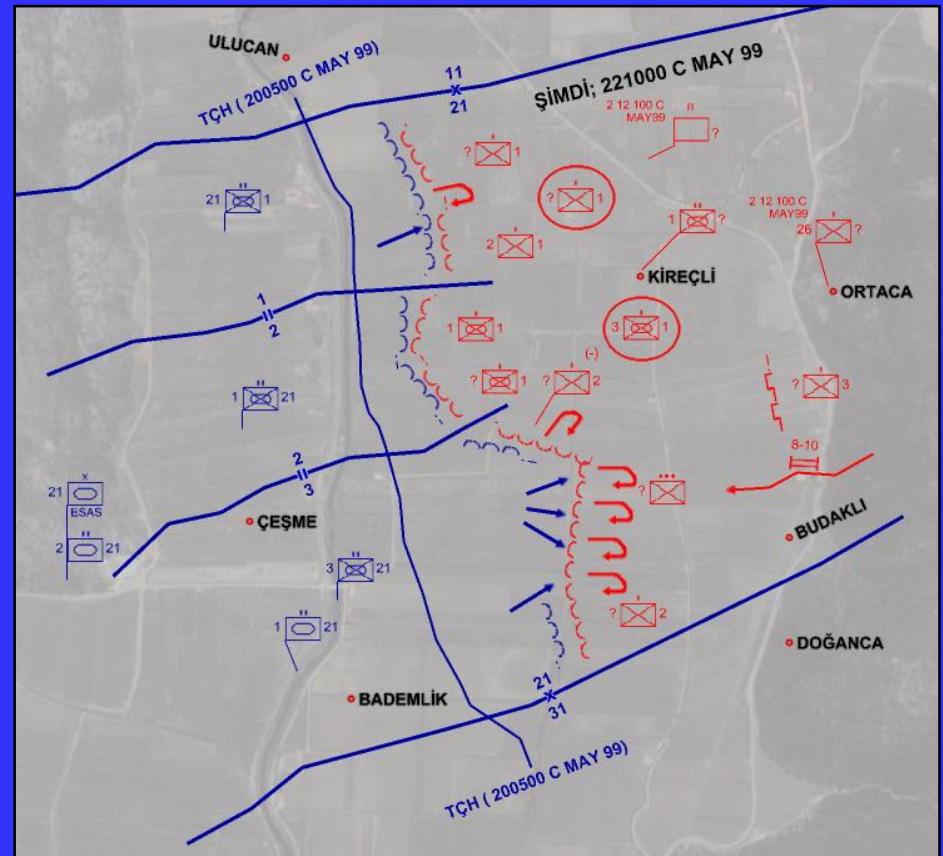 ULUCAN
TÇH ( 200500 C MAY 99)
11
21
ŞİMDİ; 221000 C MAY 99
2 12 100 C
MAY99
?
? 1
21 1
? 1
2 1
1
2 12 100 C
MAY99
26 ?
KİREÇLİ
ORTACA
1
2
1 1
3 1
(-)
? 1
? 2
? 3
1 21
2
3
8-10
21
ESAS
2 21
ÇEŞME
?
BUDAKLI
3 21
1 21
? 2
DOĞANCA
BADEMLİK
21
31
TÇH ( 200500 C MAY 99)